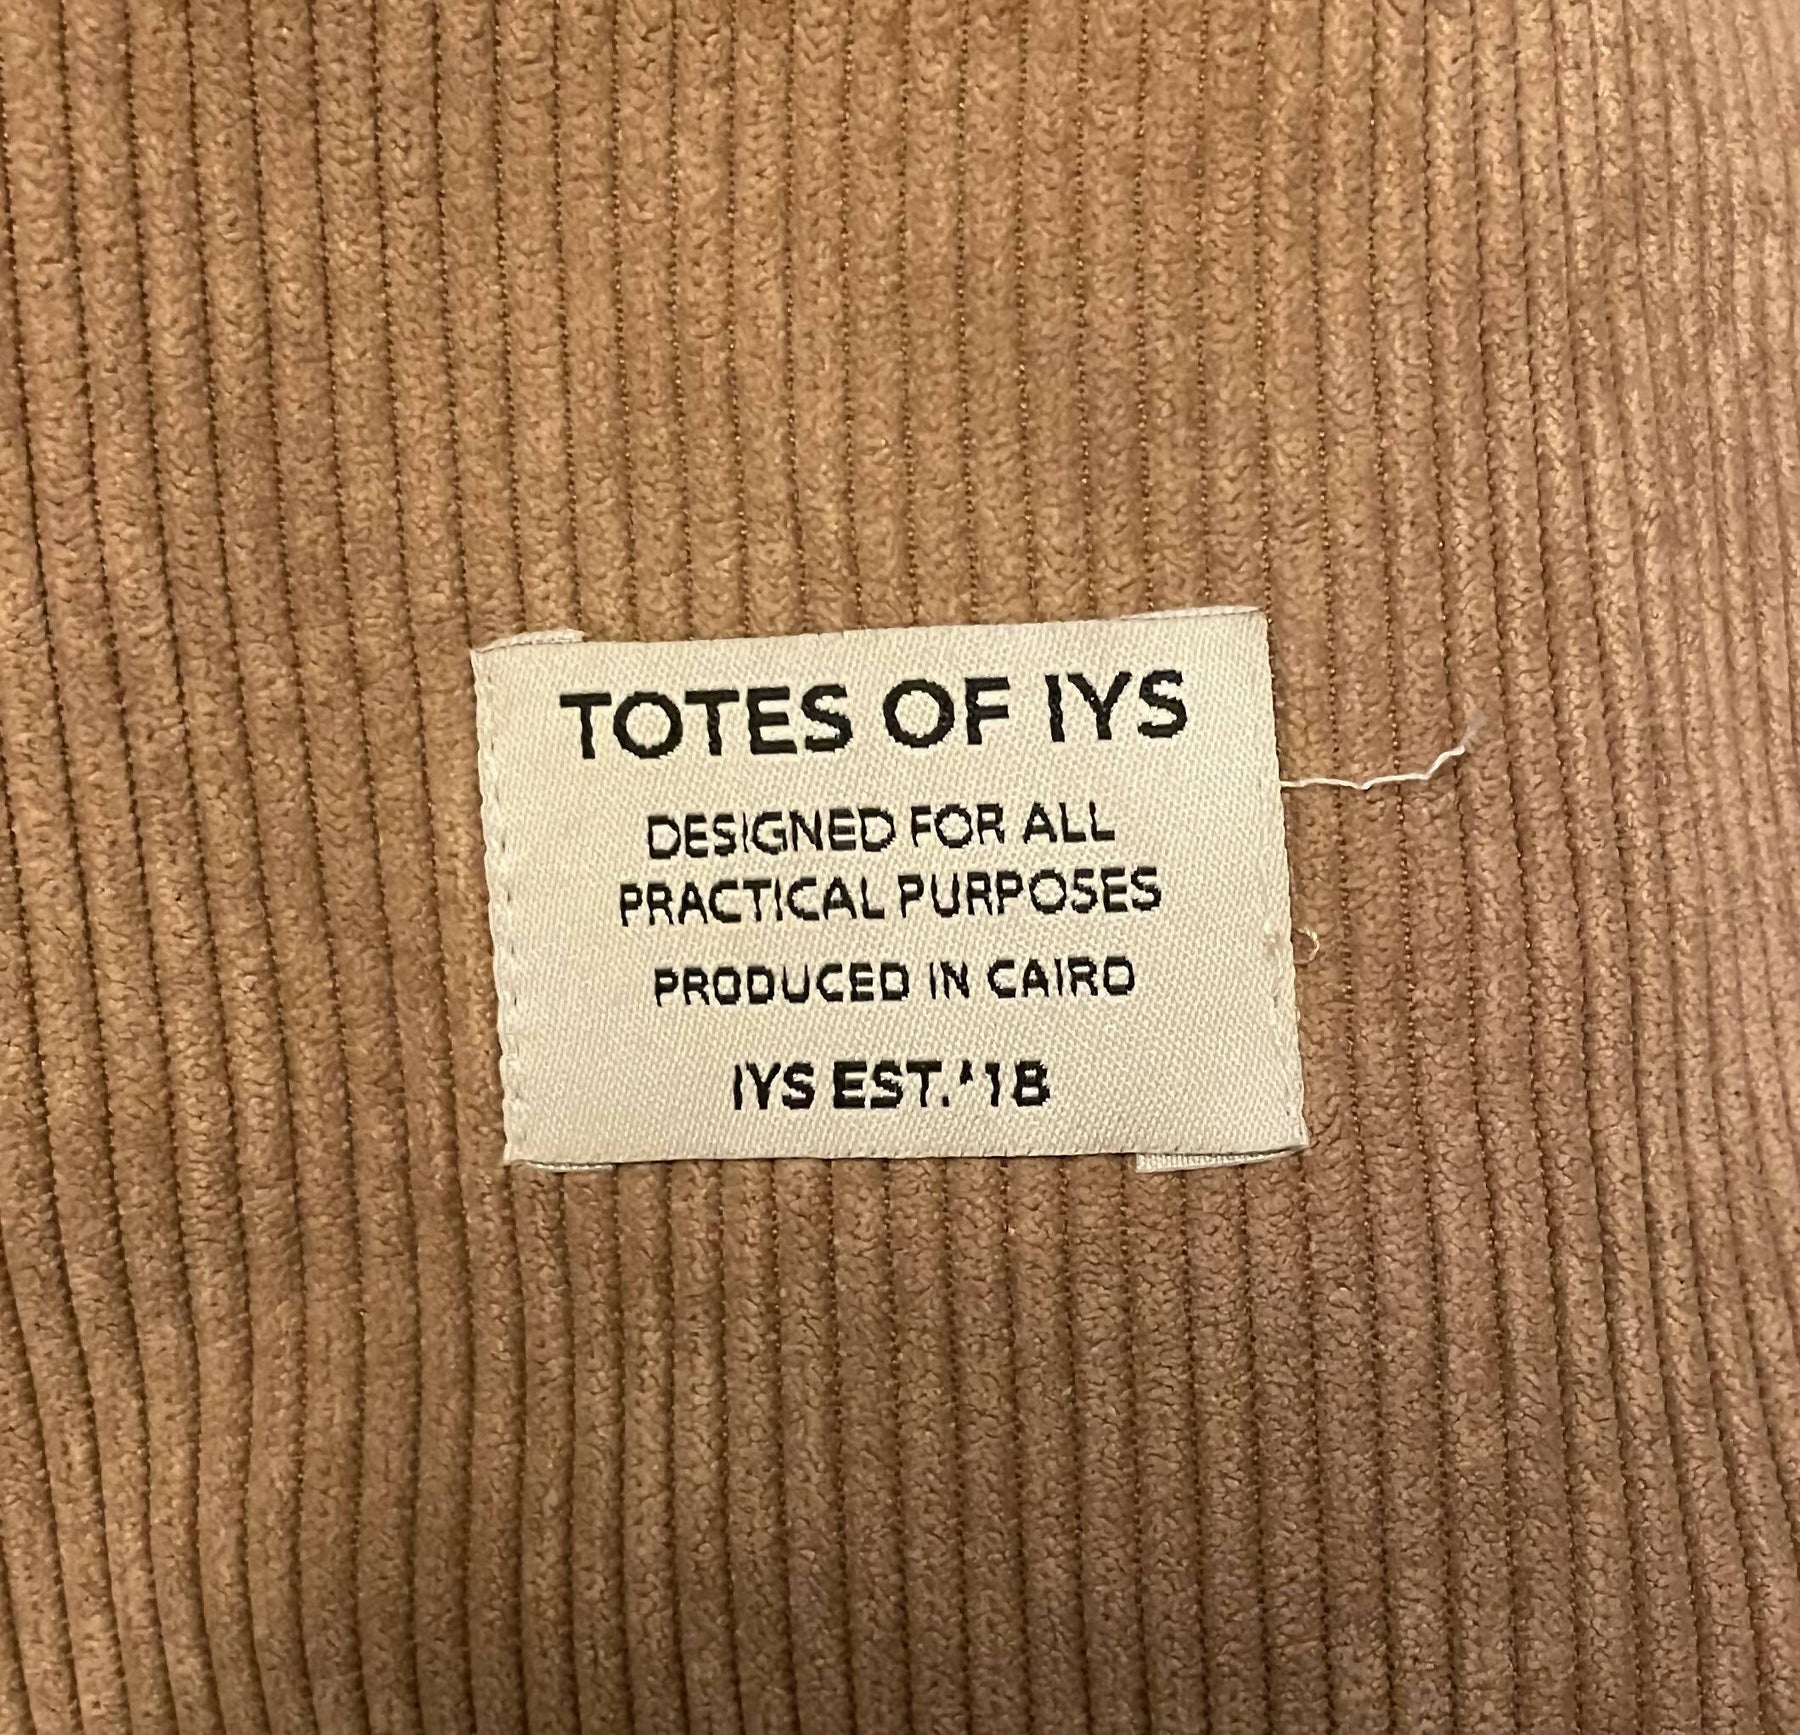 TOTES OF IYS
DESIGNED FOR ALL
PRACTICAL PURPOSES
PRODUCED IN CAIRO
IYS EST. '18